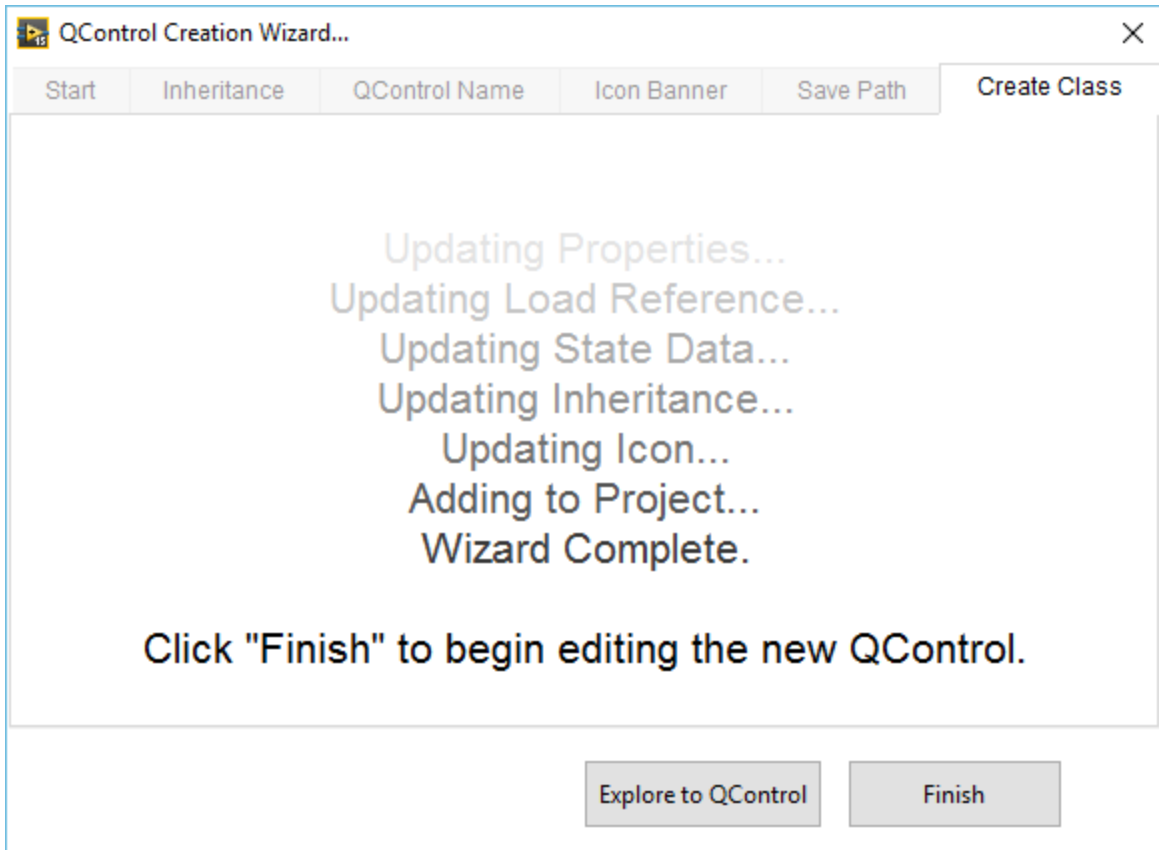 QControl Creation Wizard...
Start Inheritance QControl Name Icon Banner Save Path Create Class
Updating Properties...
Updating Load Reference...
Updating State Data...
Updating Inheritance...
Updating Icon...
Adding to Project...
Wizard Complete.
Click "Finish" to begin editing the new QControl.
Explore to QControl Finish